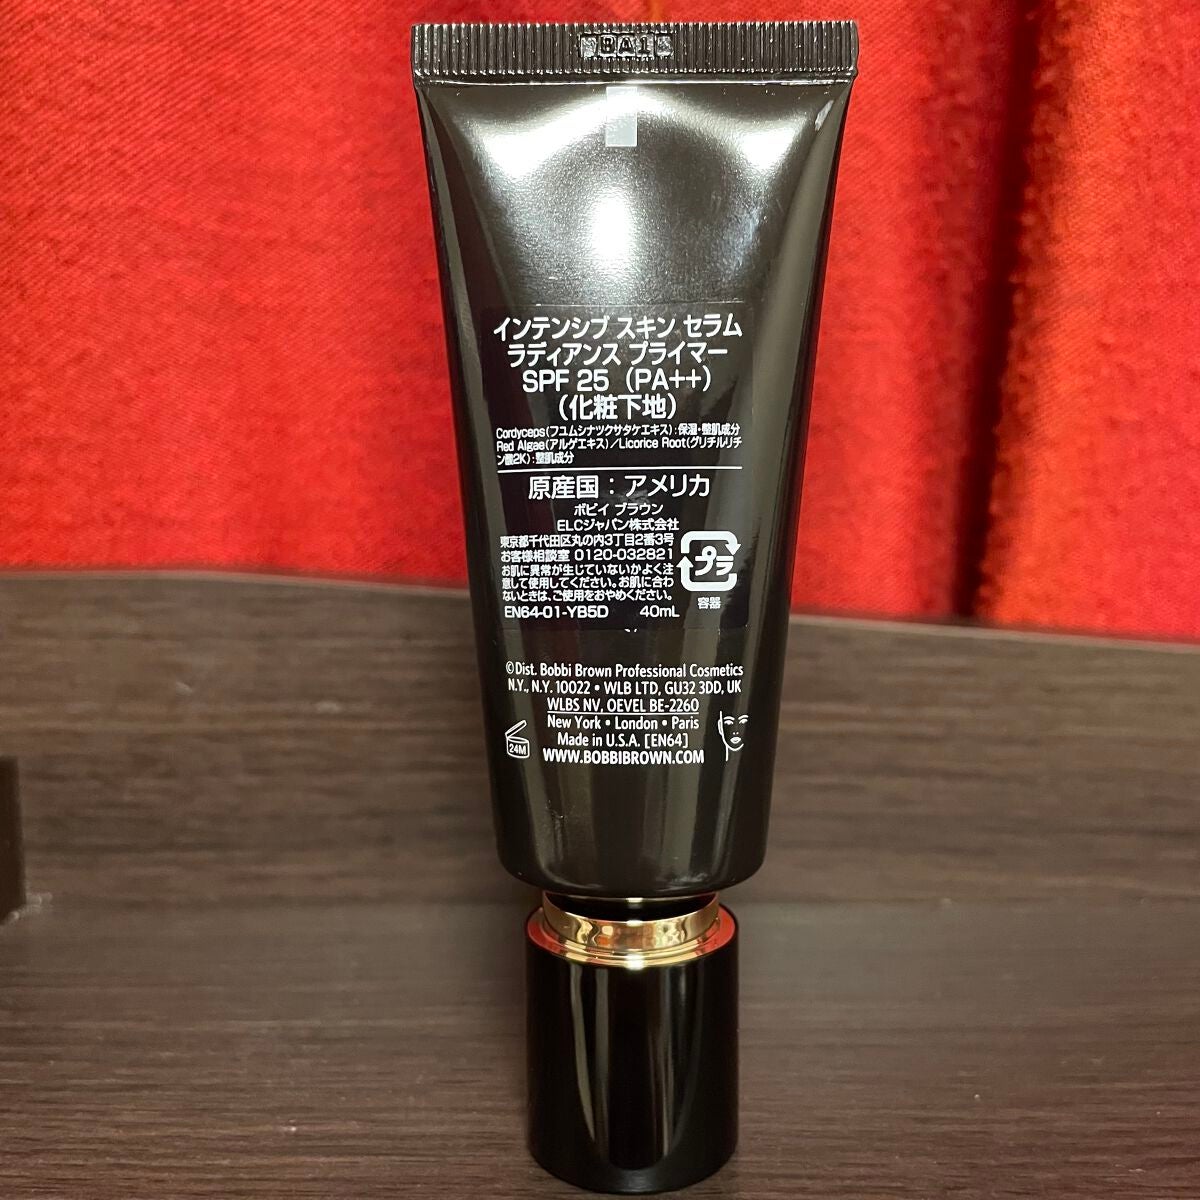 BA1
インテンシブ スキン セラム
ラディアンス プライマー
SPF 25 (PA++)
(化粧下地)
Cordyceps(フユムシナツクサタケエキス):保湿・整肌成分
Red Algae(アルゲエキス)/Licorice Root(グリチルリチ
ン酸2K):整肌成分
原産国：アメリカ
ボビイ ブラウン
ELCジャパン株式会社
東京都千代田区丸の内3丁目2番3号
お客様相談室 0120-032821
お肌に異常が生じていないかよく注
意して使用してください。お肌に合わ
ないときは、ご使用をおやめください。
EN64-01-YB5D 40mL
プラ
容器
©Dist. Bobbi Brown Professional Cosmetics
N.Y., N.Y. 10022 • WLB LTD, GU32 3DD, UK
WLBS NV, OEVEL BE-2260
New York • London • Paris
Made in U.S.A. [EN64]
WWW.BOBBIBROWN.COM
24M